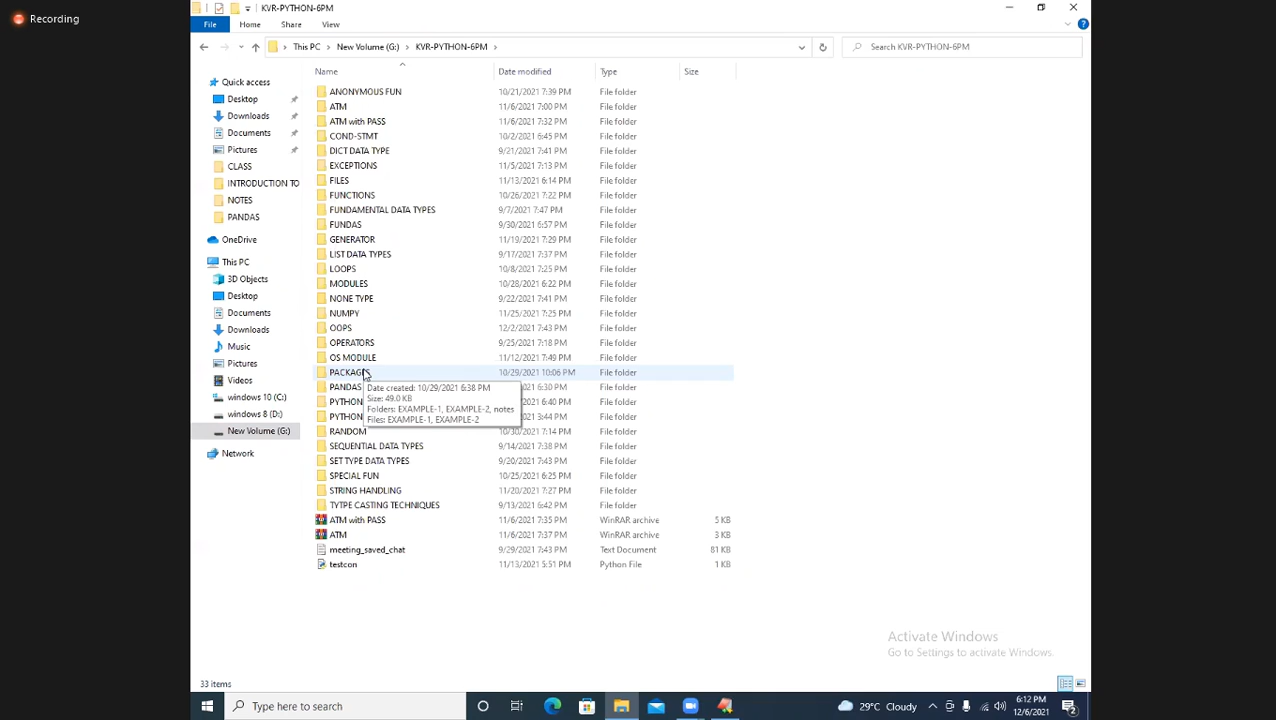 Recording
KVR-PYTHON-6PM
File Home Share View
This PC New Volume (G:) KVR-PYTHON-6PM
Search KVR-PYTHON-6PM
Name Date modified Type Size
Quick access
Desktop
Downloads
Documents
Pictures
CLASS
INTRODUCTION TO
NOTES
PANDAS
OneDrive
This PC
3D Objects
Desktop
Documents
Downloads
Music
Pictures
Videos
windows 10 (C:)
windows 8 (D:)
New Volume (G:)
Network
ANONYMOUS FUN 10/21/2021 7:39 PM File folder
ATM 11/6/2021 7:00 PM File folder
ATM with PASS 11/6/2021 7:32 PM File folder
COND-STMT 10/2/2021 6:45 PM File folder
DICT DATA TYPE 9/21/2021 7:41 PM File folder
EXCEPTIONS 11/5/2021 7:13 PM File folder
FILES 11/13/2021 6:14 PM File folder
FUNCTIONS 10/26/2021 7:22 PM File folder
FUNDAMENTAL DATA TYPES 9/7/2021 7:47 PM File folder
FUNDAS 9/30/2021 6:57 PM File folder
GENERATOR 11/19/2021 7:29 PM File folder
LIST DATA TYPES 9/17/2021 7:37 PM File folder
LOOPS 10/8/2021 7:25 PM File folder
MODULES 10/28/2021 6:22 PM File folder
NONE TYPE 9/22/2021 7:41 PM File folder
NUMPY 11/25/2021 7:25 PM File folder
OOPS 12/2/2021 7:43 PM File folder
OPERATORS 9/25/2021 7:18 PM File folder
OS MODULE 11/12/2021 7:49 PM File folder
PACKAGES 10/29/2021 10:06 PM File folder
PANDAS 6:30 PM File folder
PYTHON 6:40 PM File folder
PYTHON 3:44 PM File folder
RANDOM 10/30/2021 7:14 PM File folder
SEQUENTIAL DATA TYPES 9/14/2021 7:38 PM File folder
SET TYPE DATA TYPES 9/20/2021 7:43 PM File folder
SPECIAL FUN 10/25/2021 6:25 PM File folder
STRING HANDLING 11/20/2021 7:27 PM File folder
TYTPE CASTING TECHNIQUES 9/13/2021 6:42 PM File folder
ATM with PASS 11/6/2021 7:35 PM WinRAR archive 5 KB
ATM 11/6/2021 7:37 PM WinRAR archive 3 KB
meeting_saved_chat 9/29/2021 7:43 PM Text Document 81 KB
testcon 11/13/2021 5:51 PM Python File 1 KB
Date created: 10/29/2021 6:38 PM
Size: 49.0 KB
Folders: EXAMPLE-1, EXAMPLE-2, notes
Files: EXAMPLE-1, EXAMPLE-2
Activate Windows
Go to Settings to activate Windows.
33 items
Type here to search
29°C Cloudy
6:12 PM
12/6/2021
2